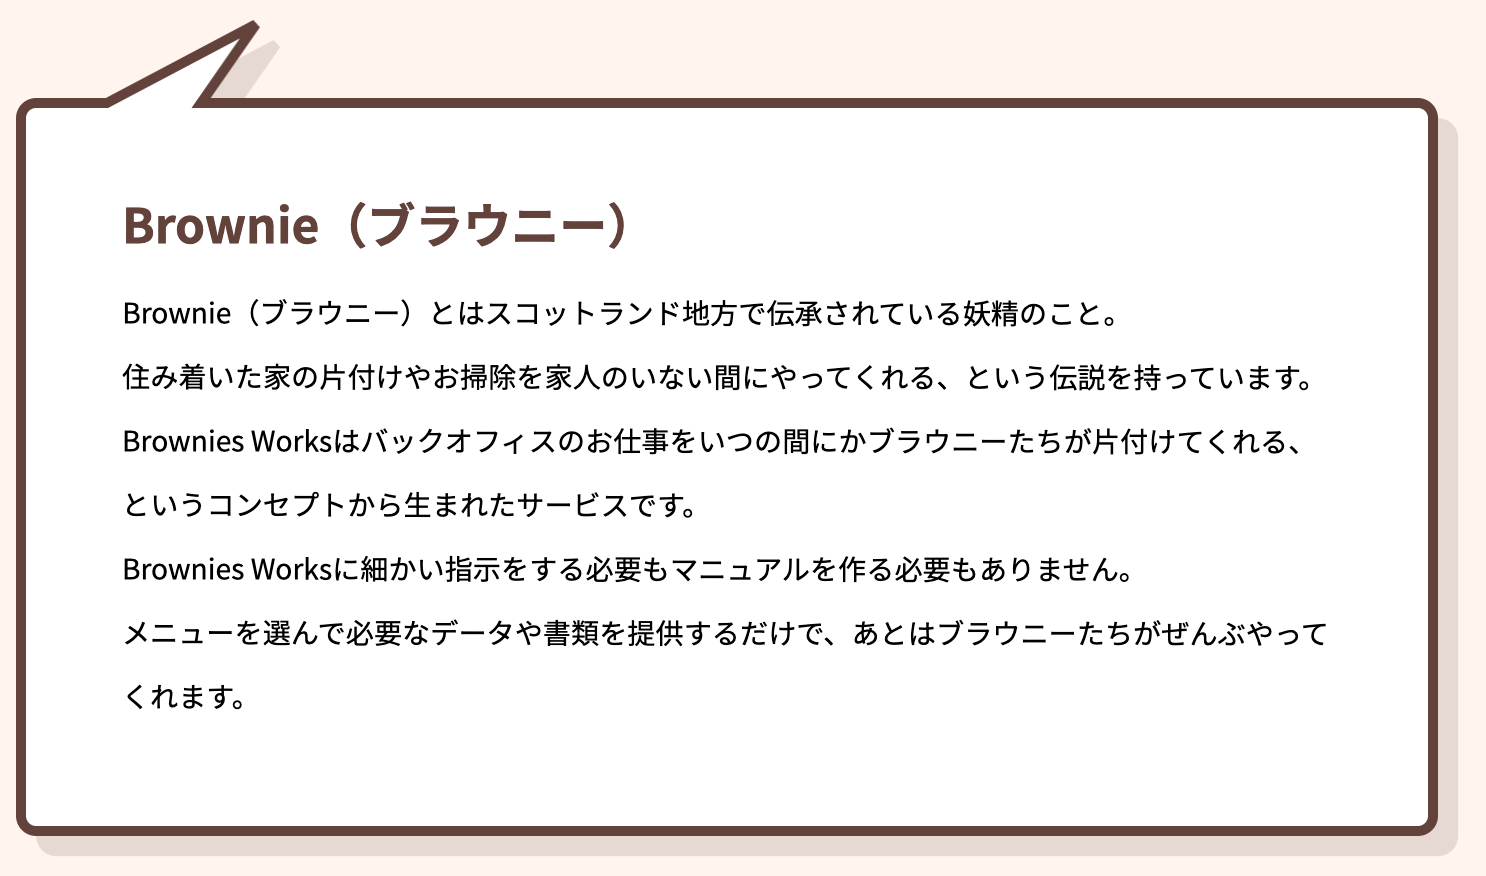 Brownie（ブラウニー）
Brownie（ブラウニー）とはスコットランド地方で伝承されている妖精のこと。
住み着いた家の片付けやお掃除を家人のいない間にやってくれる、という伝説を持っています。
Brownies Worksはバックオフィスのお仕事をいつの間にかブラウニーたちが片付けてくれる、
というコンセプトから生まれたサービスです。
Brownies Worksに細かい指示をする必要もマニュアルを作る必要もありません。
メニューを選んで必要なデータや書類を提供するだけで、あとはブラウニーたちがぜんぶやって
くれます。